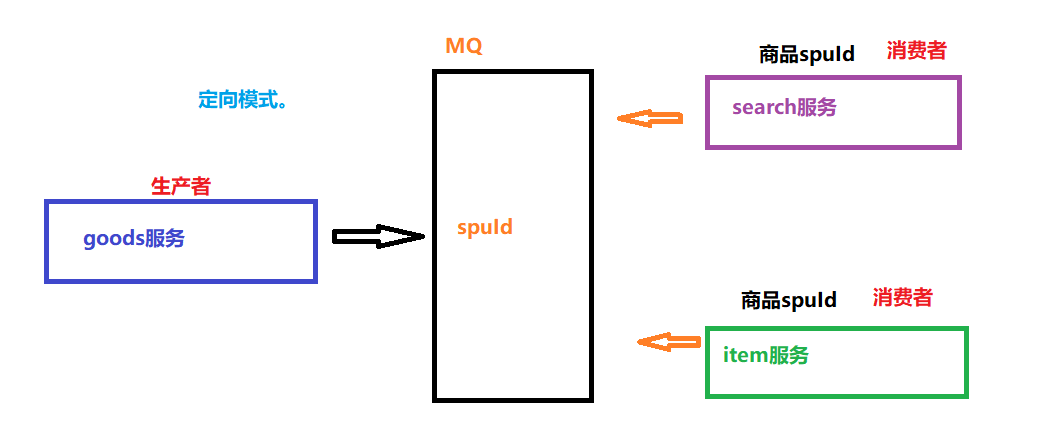 MQ
商品spuId
消费者
search服务
定向模式。
生产者
goods服务
spuId
商品spuId
消费者
item服务